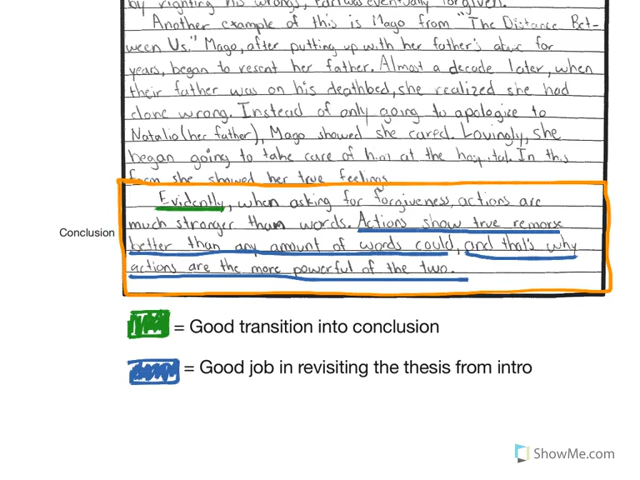 by righting his wrongs, Pari was eventually forgiven.
Another example of this is Mago from "The Distance Bet-
ween Us." Mago, after putting up with her father's abuse for
years, began to resent her father. Almost a decade later, when
their father was on his deathbed, she realized she had
done wrong. Instead of only going to apologize to
Natalio (her father), Mago showed she cared. Lovingly, she
began going to take care of him at the hospital. In this
form she showed her true feelings.
Evidently, when asking for forgiveness, actions are
much stronger than words. Actions show true remorse
Conclusion
better than any amount of words could, and that's why
actions are the more powerful of the two.
= Good transition into conclusion
= Good job in revisiting the thesis from intro
ShowMe.com